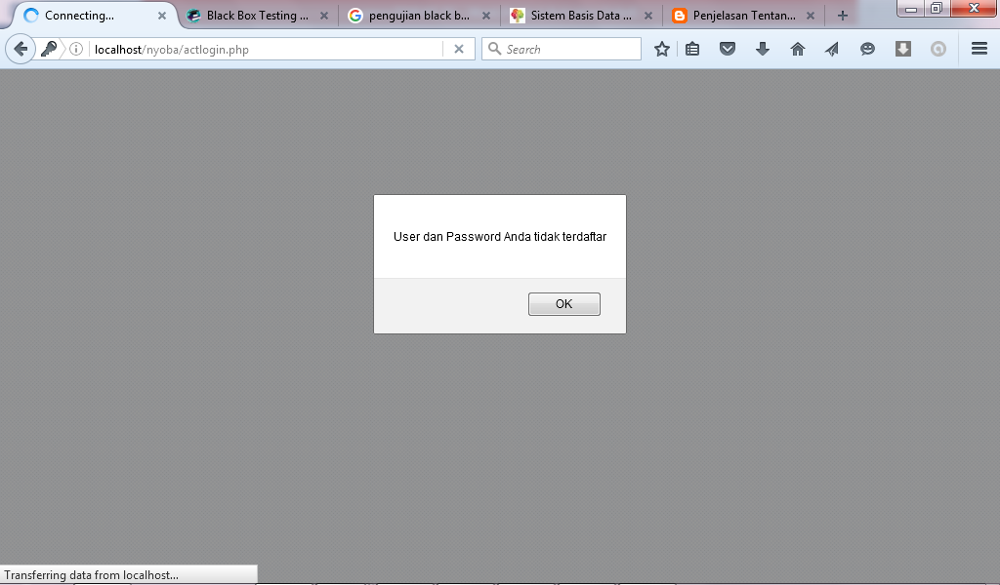 Connecting...
Black Box Testing ...
pengujian black b...
Sistem Basis Data ...
Penjelasan Tentan...
localhost/nyoba/actlogin.php
Search
User dan Password Anda tidak terdaftar
OK
Transferring data from localhost...